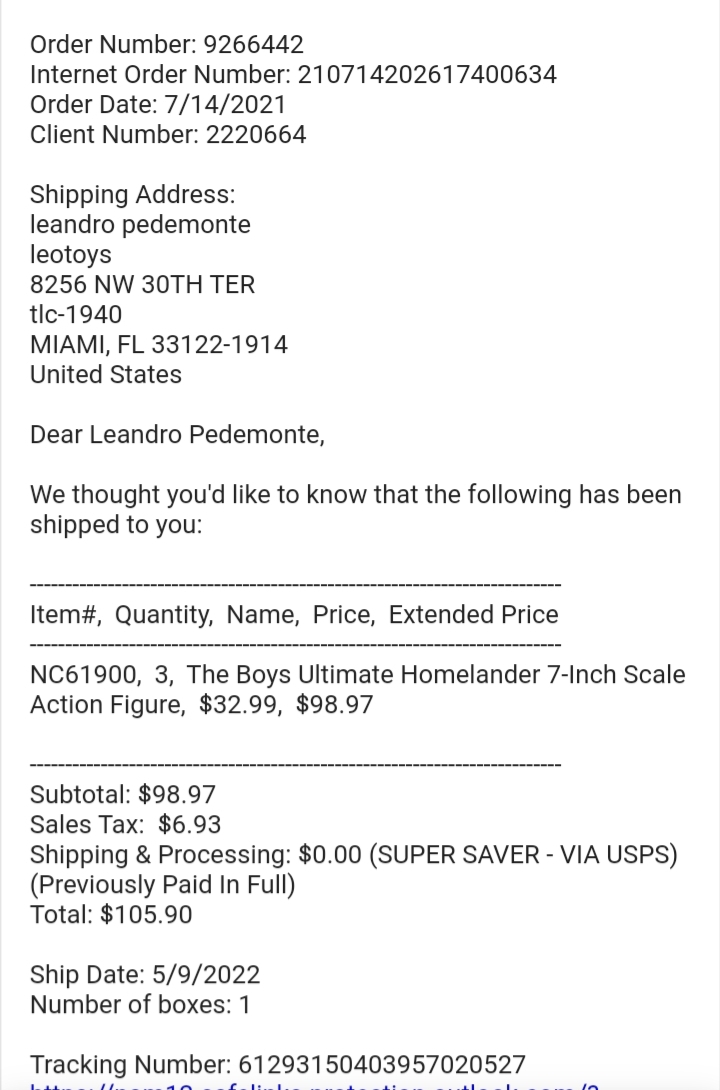 Order Number: 9266442
Internet Order Number: 210714202617400634
Order Date: 7/14/2021
Client Number: 2220664
Shipping Address:
leandro pedemonte
leotoys
8256 NW 30TH TER
tlc-1940
MIAMI, FL 33122-1914
United States
Dear Leandro Pedemonte,
We thought you'd like to know that the following has been
shipped to you:
---------------------------------------------------------------------------
Item#,  Quantity,  Name,  Price,  Extended Price
---------------------------------------------------------------------------
NC61900,  3,  The Boys Ultimate Homelander 7-Inch Scale
Action Figure,  $32.99,  $98.97
---------------------------------------------------------------------------
Subtotal: $98.97
Sales Tax:  $6.93
Shipping & Processing: $0.00 (SUPER SAVER - VIA USPS)
(Previously Paid In Full)
Total: $105.90
Ship Date: 5/9/2022
Number of boxes: 1
Tracking Number: 61293150403957020527